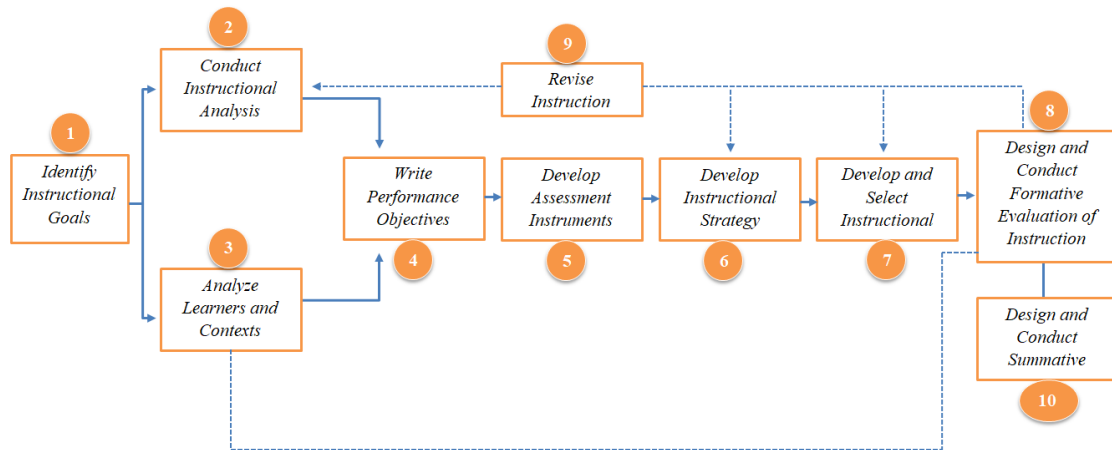 1
Identify
Instructional
Goals
2
Conduct
Instructional
Analysis
3
Analyze
Learners and
Contexts
Write
Performance
Objectives
4
Develop
Assessment
Instruments
5
Develop
Instructional
Strategy
6
Develop and
Select
Instructional
7
8
Design and
Conduct
Formative
Evaluation of
Instruction
9
Revise
Instruction
Design and
Conduct
Summative
10